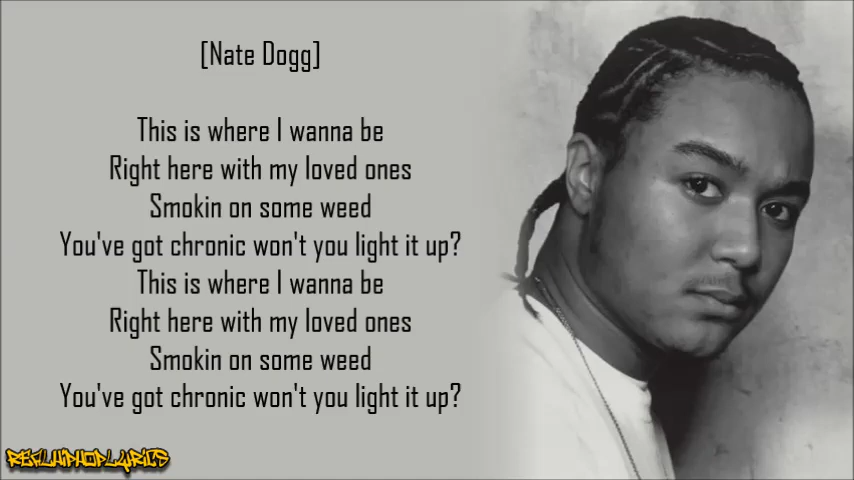 [Nate Dogg]
This is where I wanna be
Right here with my loved ones
Smokin on some weed
You've got chronic won't you light it up?
This is where I wanna be
Right here with my loved ones
Smokin on some weed
You've got chronic won't you light it up?
REALHIPHOPLYRICS